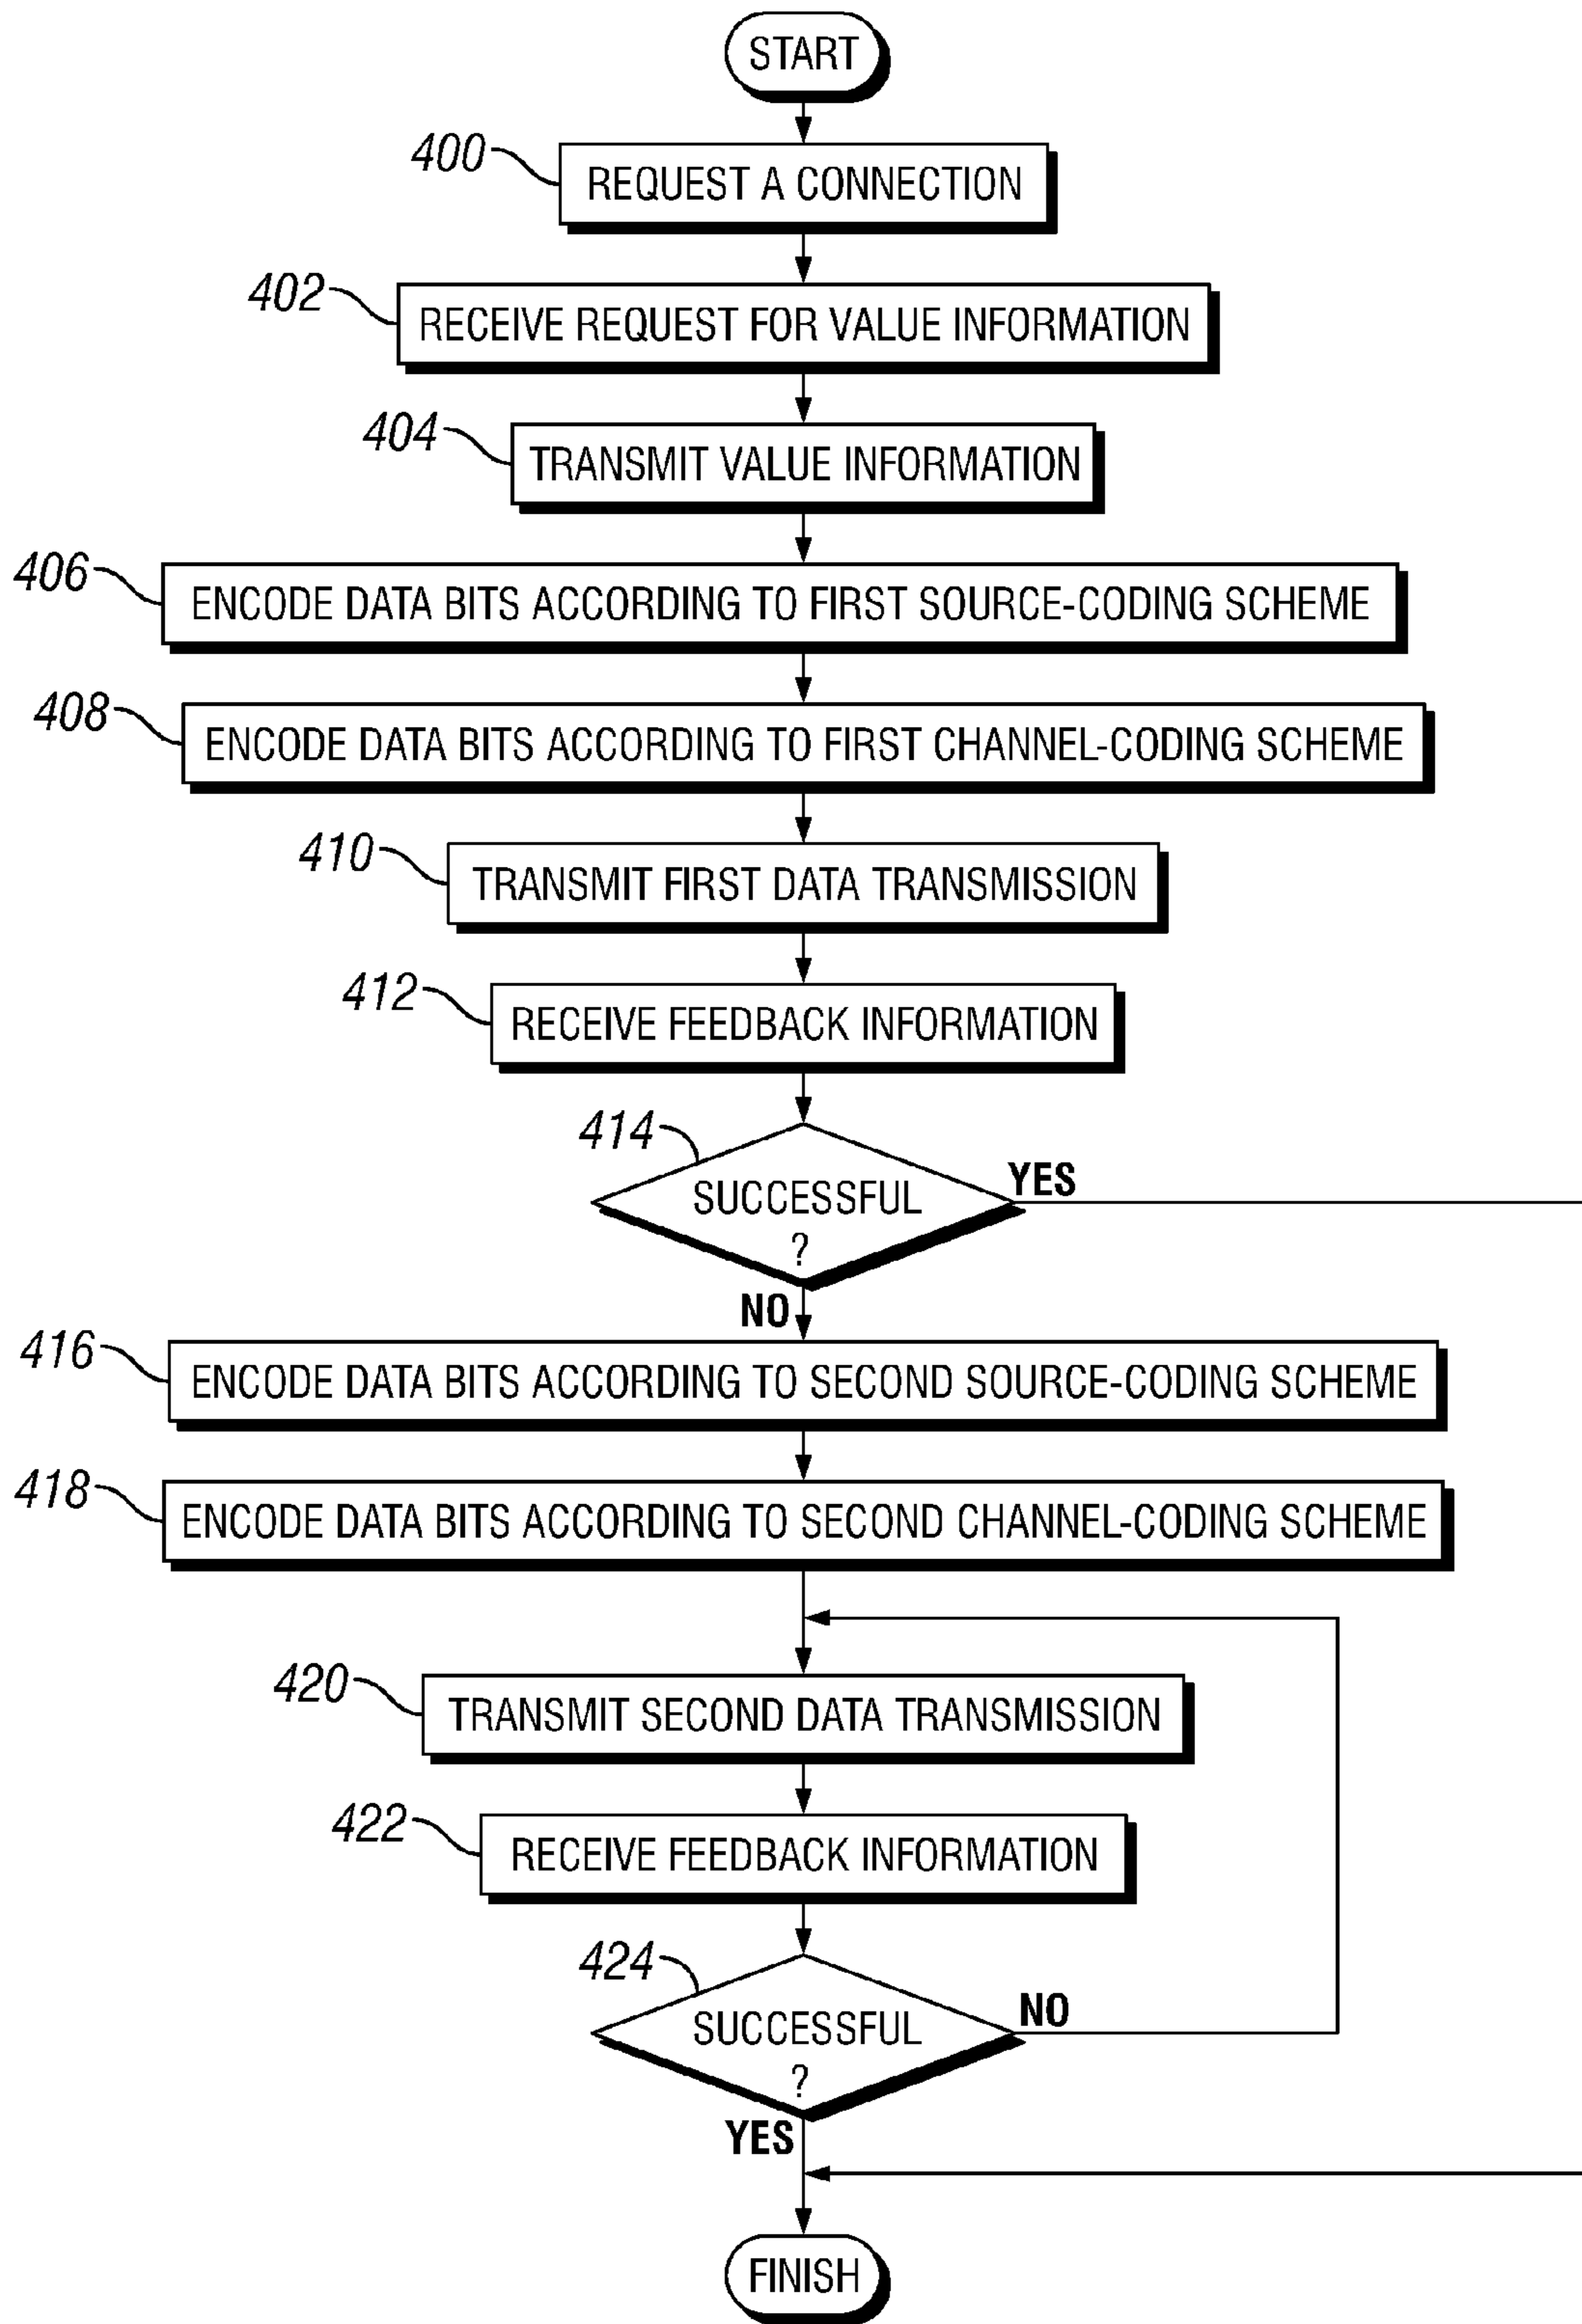 START
400
REQUEST A CONNECTION
402
RECEIVE REQUEST FOR VALUE INFORMATION
404
TRANSMIT VALUE INFORMATION
406
ENCODE DATA BITS ACCORDING TO FIRST SOURCE-CODING SCHEME
408
ENCODE DATA BITS ACCORDING TO FIRST CHANNEL-CODING SCHEME
410
TRANSMIT FIRST DATA TRANSMISSION
412
RECEIVE FEEDBACK INFORMATION
414
SUCCESSFUL
?
YES
NO
416
ENCODE DATA BITS ACCORDING TO SECOND SOURCE-CODING SCHEME
418
ENCODE DATA BITS ACCORDING TO SECOND CHANNEL-CODING SCHEME
420
TRANSMIT SECOND DATA TRANSMISSION
422
RECEIVE FEEDBACK INFORMATION
424
SUCCESSFUL
?
NO
YES
FINISH